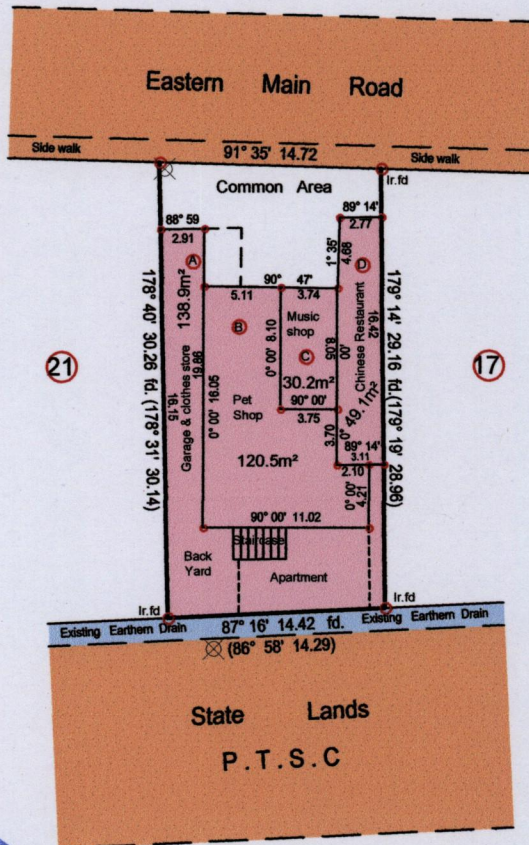 Eastern Main Road
Side walk
91° 35' 14.72
Side walk
Ir.fd
Common Area
88° 59
2.91
89° 14'
2.77
1° 35'
4.68
A
138.9m²
D
90° 47'
5.11
3.74
178° 40' 30.26 fd. (178° 31' 30.14)
179° 14' 29.16 fd.(179° 19' 28.96)
16.15
Garage & clothes store
19.86
0° 00' 16.05
B
0° 00' 8.10
Music
shop
C
30.2m²
8.05
0° 00'
Chinese Restaurant
16.42
49.1m²
21
17
Pet
Shop
90° 00'
3.75
3.70
120.5m²
89° 14'
3.11
2.10
0° 00'
4.21
90° 00' 11.02
Staircase
Back
Yard
Apartment
Ir.fd
Ir.fd
Existing Earthern Drain
87° 16' 14.42 fd.
Existing Earthern Drain
(86° 58' 14.29)
State Lands
P.T.S.C